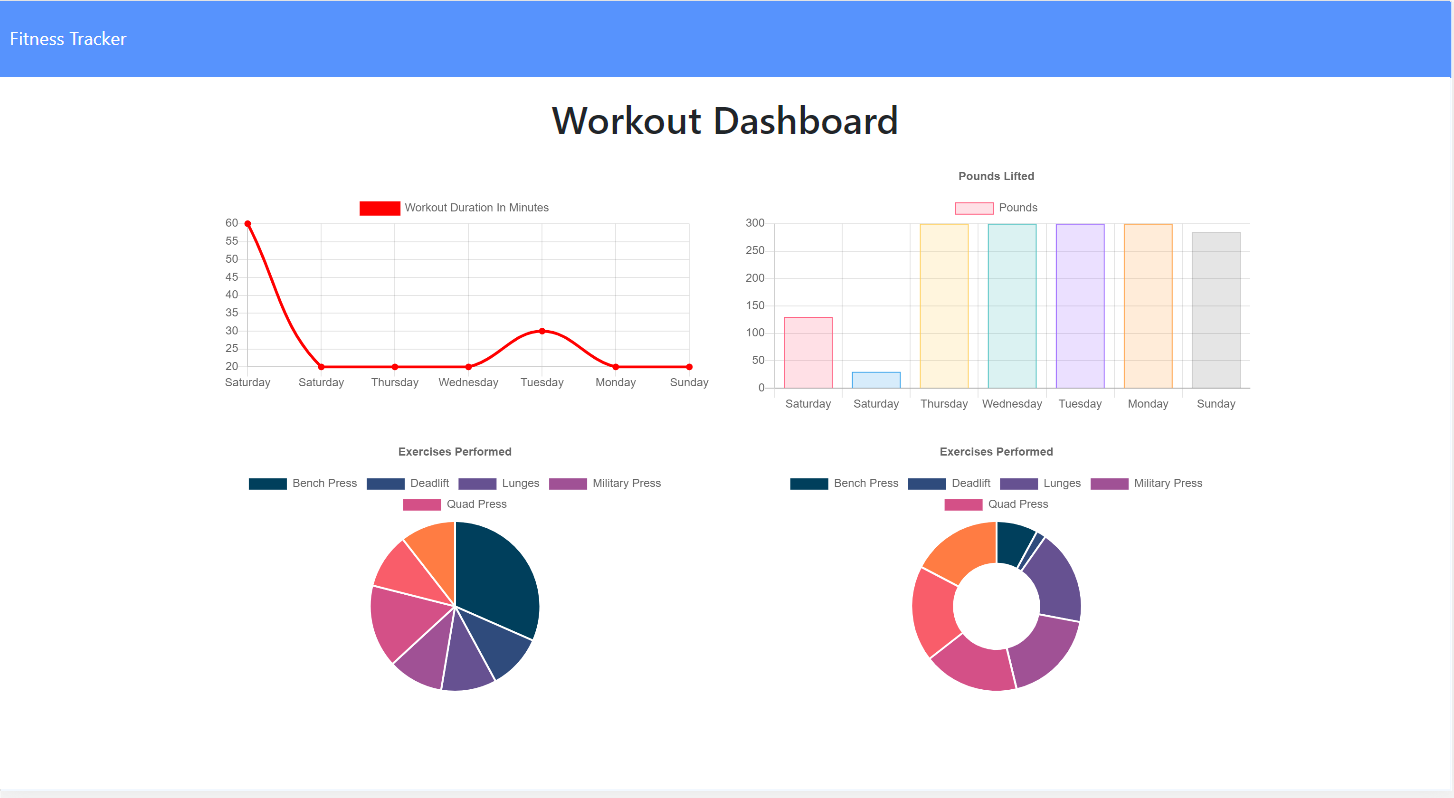 Fitness Tracker
Workout Dashboard
Workout Duration In Minutes
60
55
50
45
40
35
30
25
20
Saturday Saturday Thursday Wednesday Tuesday Monday Sunday
Pounds Lifted
Pounds
300
250
200
150
100
50
0
Saturday Saturday Thursday Wednesday Tuesday Monday Sunday
Exercises Performed
Bench Press Deadlift Lunges Military Press
Quad Press
Exercises Performed
Bench Press Deadlift Lunges Military Press
Quad Press